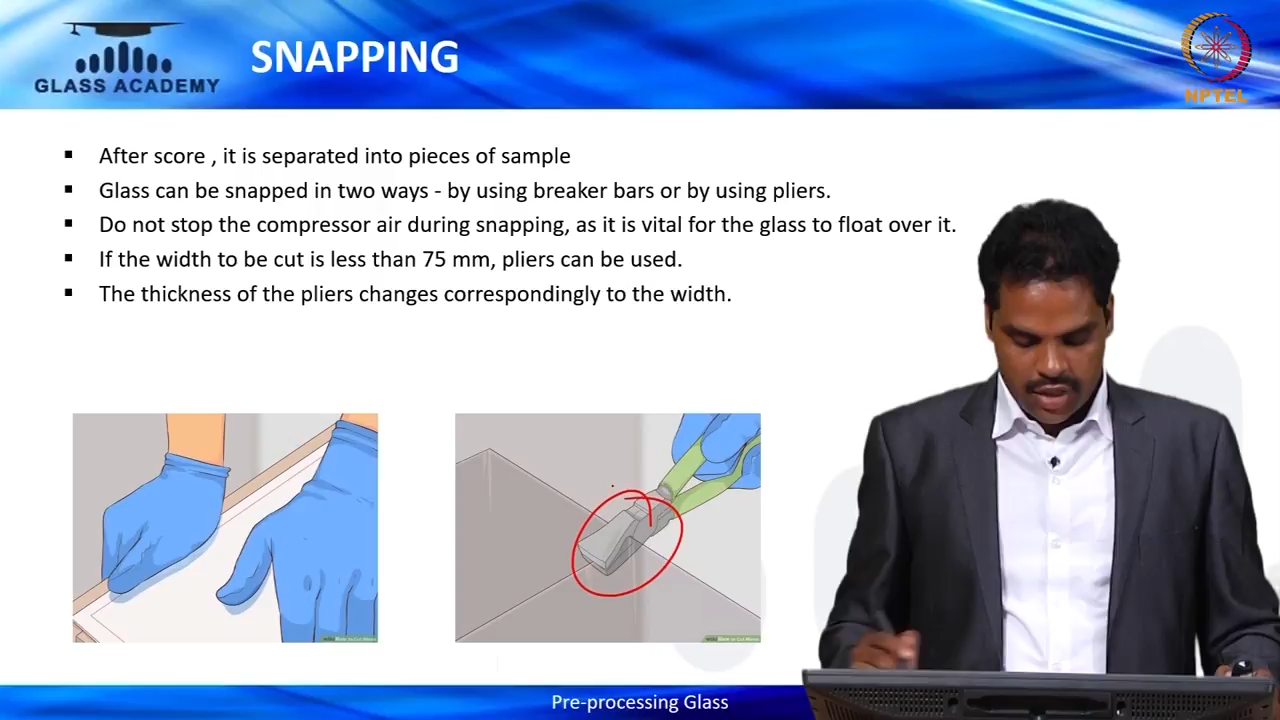 SNAPPING
GLASS ACADEMY
NPTEL
▪ After score , it is separated into pieces of sample
▪ Glass can be snapped in two ways - by using breaker bars or by using pliers.
▪ Do not stop the compressor air during snapping, as it is vital for the glass to float over it.
▪ If the width to be cut is less than 75 mm, pliers can be used.
▪ The thickness of the pliers changes correspondingly to the width.
Pre-processing Glass